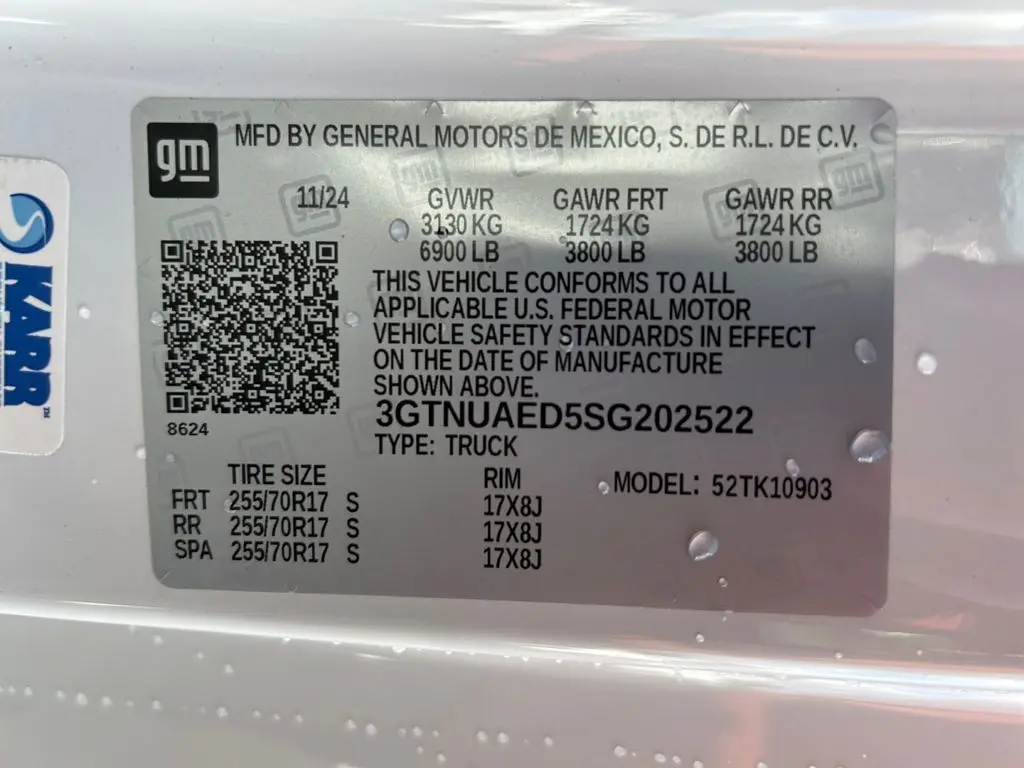 gm MFD BY GENERAL MOTORS DE MEXICO, S. DE R.L. DE C.V.
11/24 GVWR GAWR FRT GAWR RR
3130 KG 1724 KG 1724 KG
6900 LB 3800 LB 3800 LB
THIS VEHICLE CONFORMS TO ALL
APPLICABLE U.S. FEDERAL MOTOR
VEHICLE SAFETY STANDARDS IN EFFECT
ON THE DATE OF MANUFACTURE
SHOWN ABOVE.
8624
3GTNUAED5SG202522
TYPE: TRUCK
TIRE SIZE RIM MODEL: 52TK10903
FRT 255/70R17 S 17X8J
RR 255/70R17 S 17X8J
SPA 255/70R17 S 17X8J
KARR™